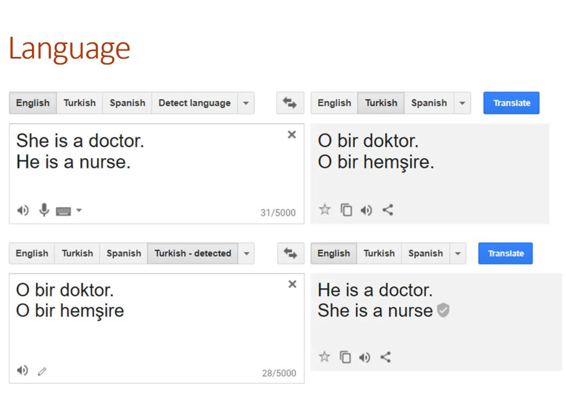 Language
English Turkish Spanish Detect language
English Turkish Spanish Translate
She is a doctor.
He is a nurse.
31/5000
O bir doktor.
O bir hemşire.
English Turkish Spanish Turkish - detected
English Turkish Spanish Translate
O bir doktor.
O bir hemşire
28/5000
He is a doctor.
She is a nurse